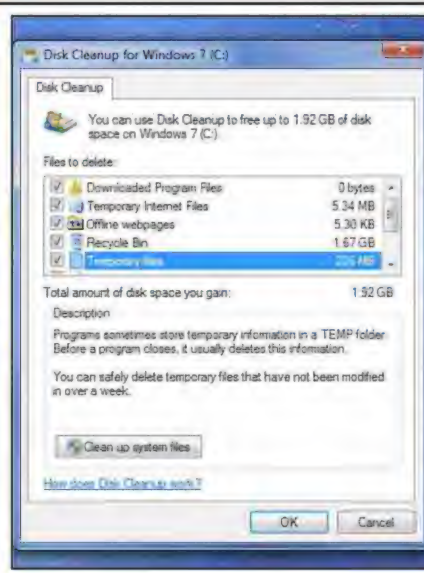 Disk Cleanup for Windows 7 (C:)
Disk Cleanup
You can use Disk Cleanup to free up to 1.92 GB of disk
space on Windows 7 (C:).
Files to delete:
Downloaded Program Files 0 bytes
Temporary Internet Files 5.34 MB
Offline webpages 5.30 KB
Recycle Bin 1.67 GB
Temporary files MB
Total amount of disk space you gain: 1.92 GB
Description
Programs sometimes store temporary information in a TEMP folder.
Before a program closes, it usually deletes this information.
You can safely delete temporary files that have not been modified
in over a week.
Clean up system files
How does Disk Cleanup work?
OK Cancel